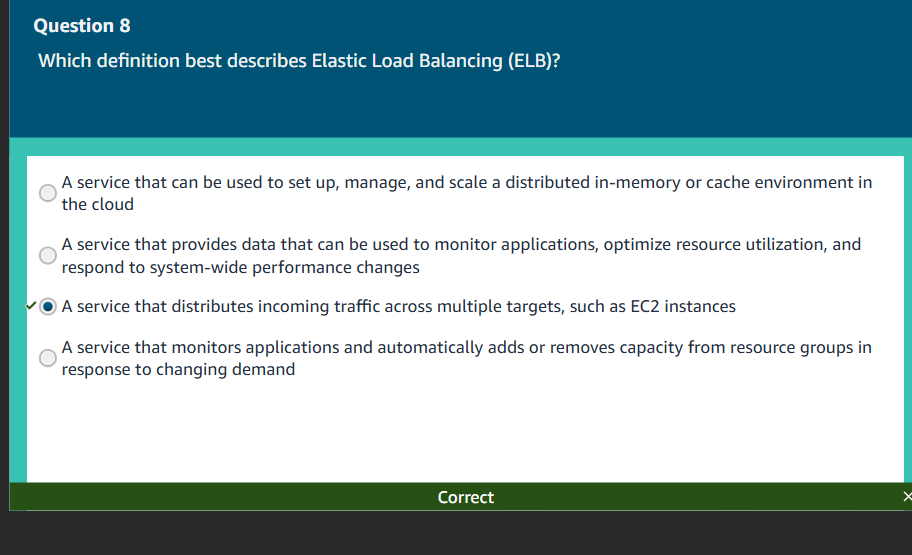 Question 8
Which definition best describes Elastic Load Balancing (ELB)?
A service that can be used to set up, manage, and scale a distributed in-memory or cache environment in
the cloud
A service that provides data that can be used to monitor applications, optimize resource utilization, and
respond to system-wide performance changes
A service that distributes incoming traffic across multiple targets, such as EC2 instances
A service that monitors applications and automatically adds or removes capacity from resource groups in
response to changing demand
Correct